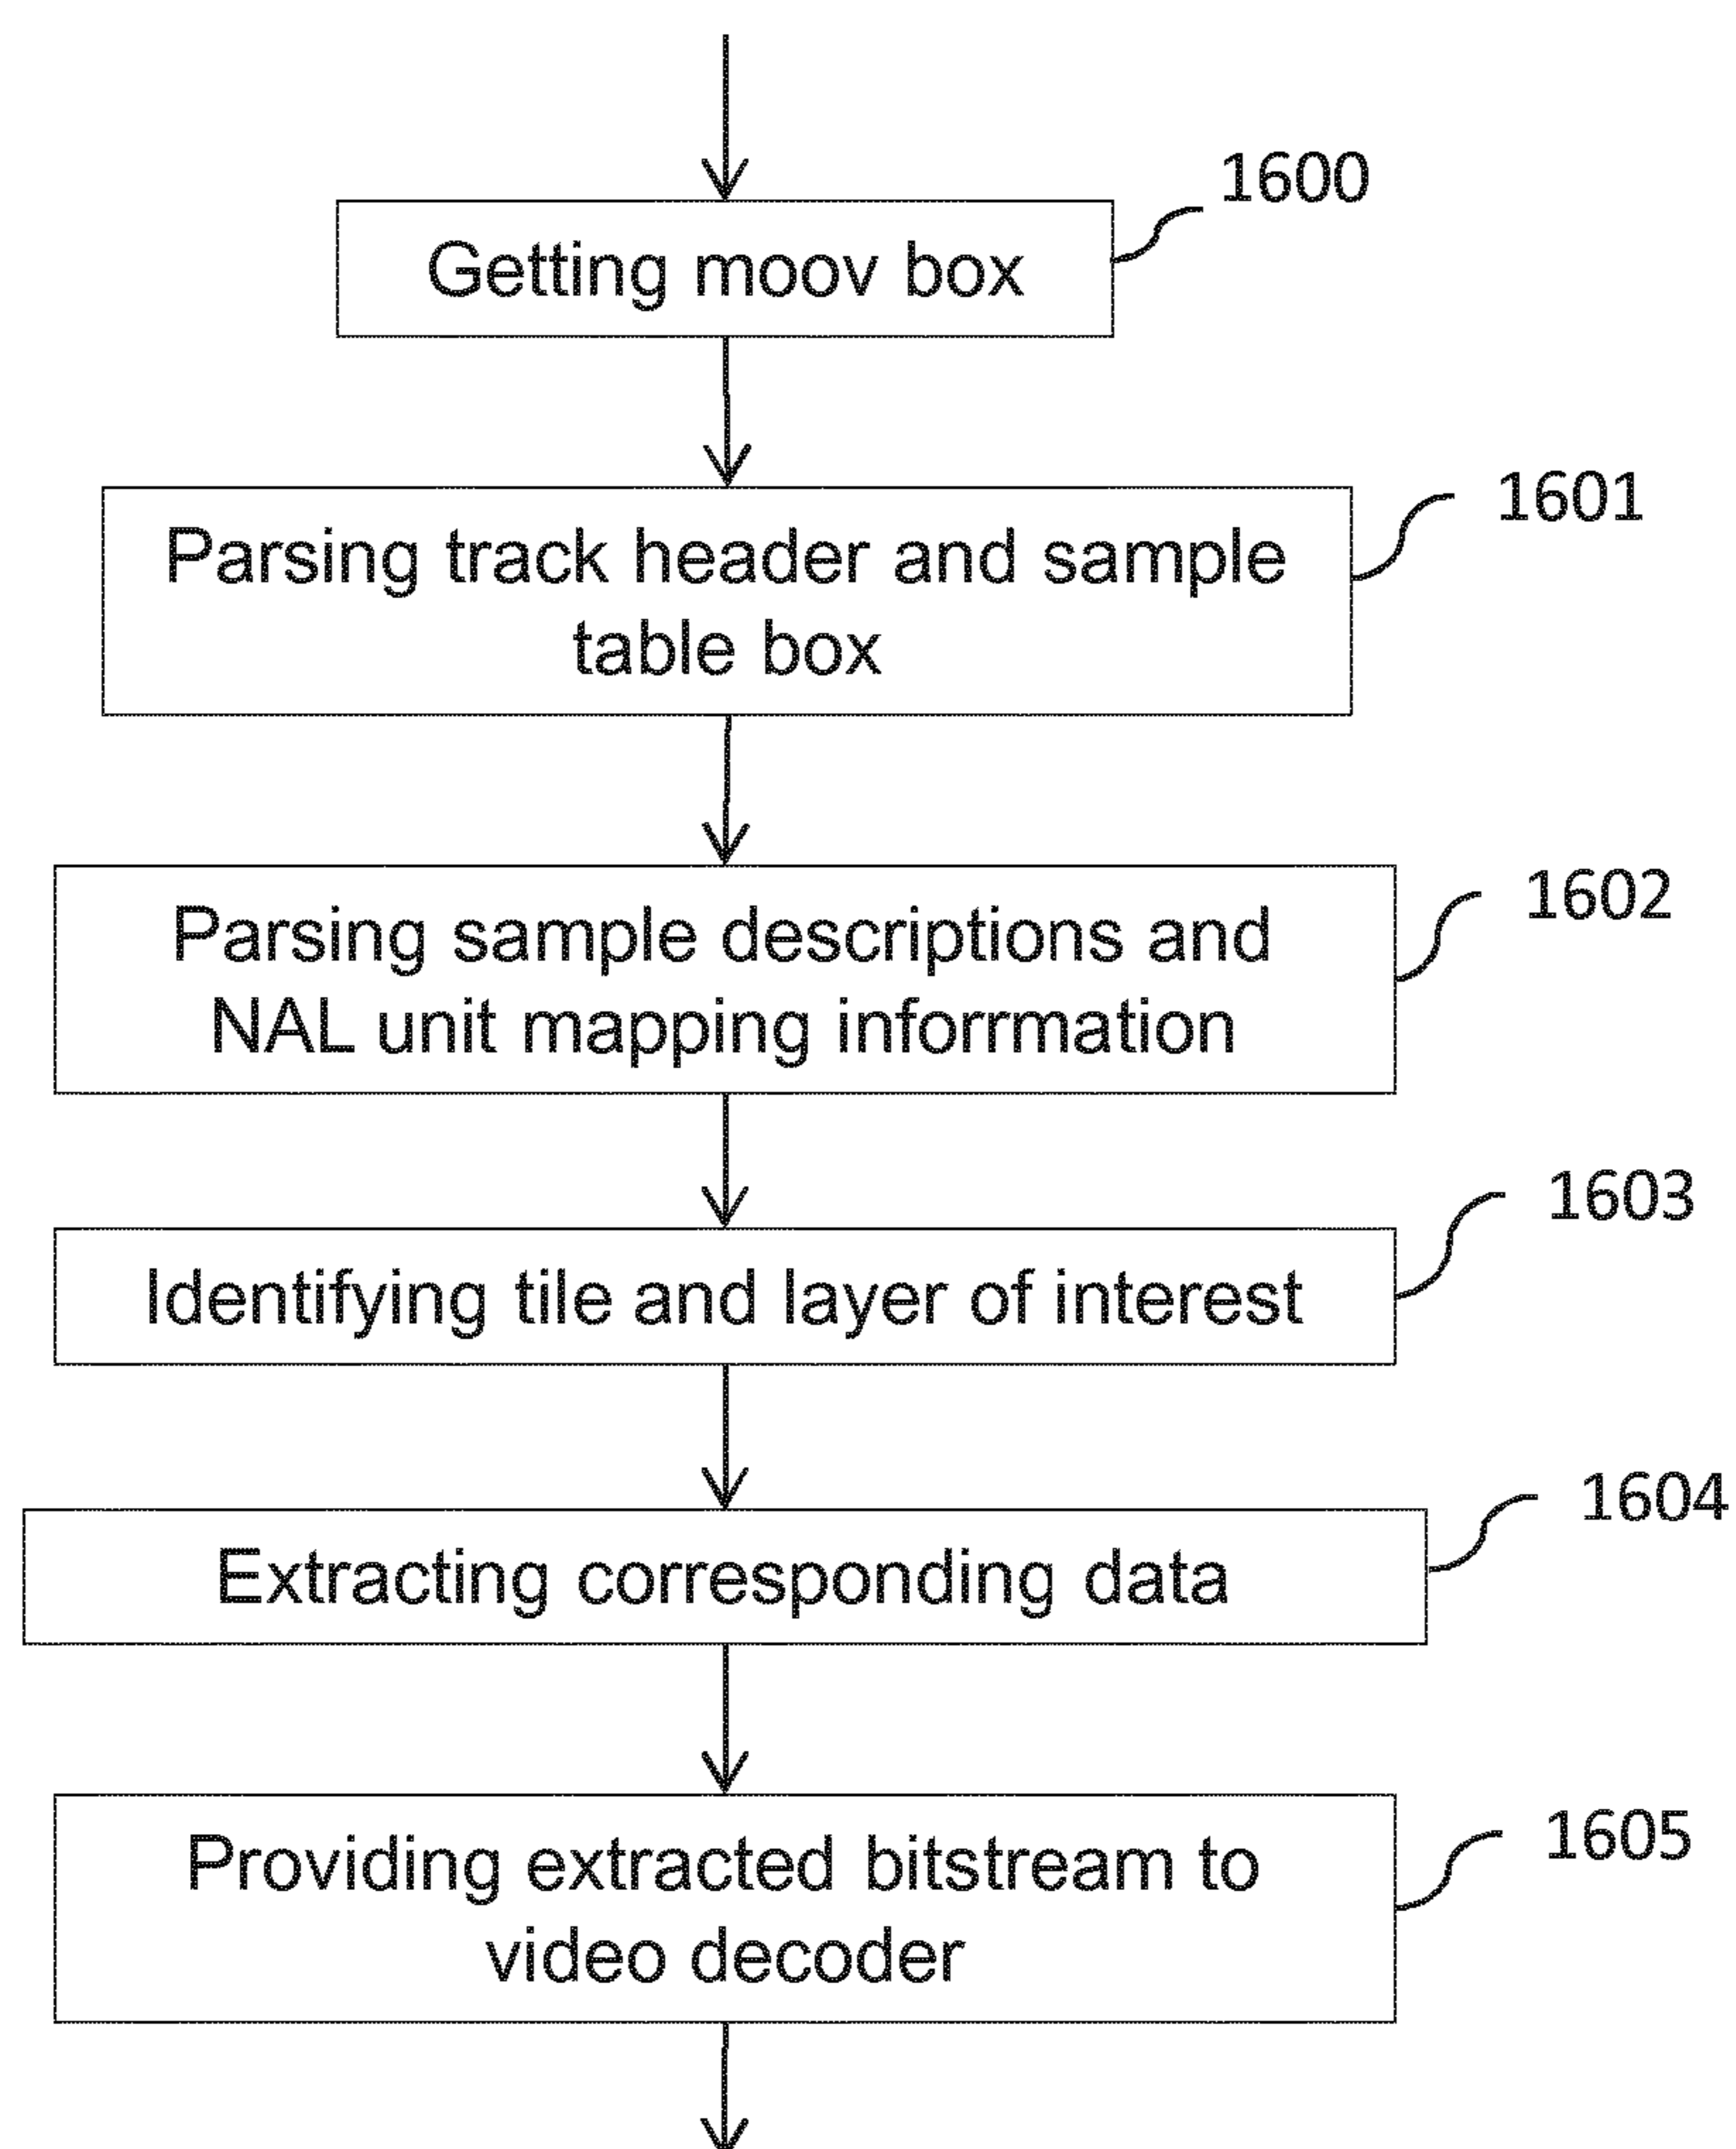 1600
Getting moov box
1601
Parsing track header and sample
table box
1602
Parsing sample descriptions and
NAL unit mapping inforrmation
1603
Identifying tile and layer of interest
1604
Extracting corresponding data
1605
Providing extracted bitstream to
video decoder